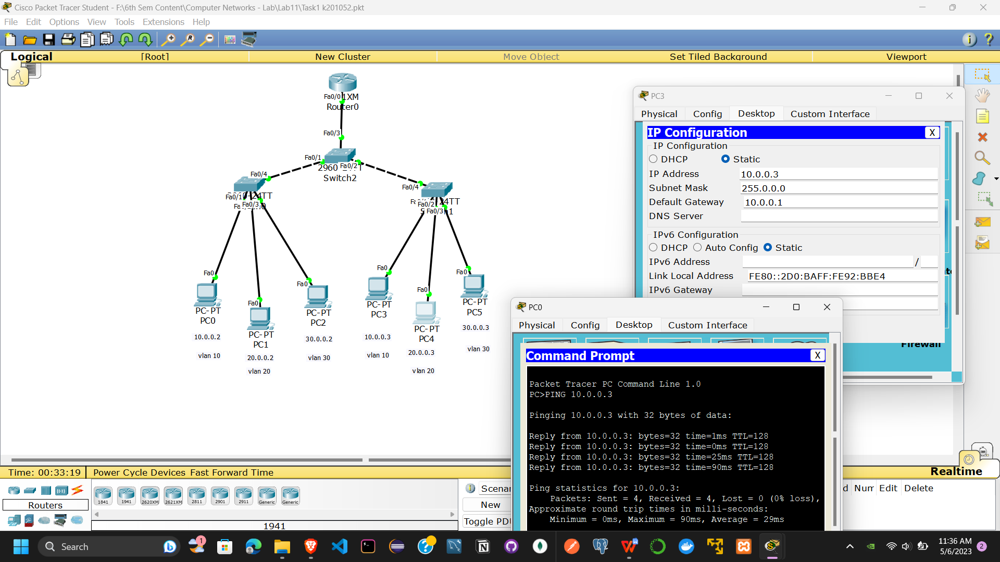 Cisco Packet Tracer Student - F:\6th Sem Content\Computer Networks - Lab\Lab11\Task1 k201052.pkt
File Edit Options View Tools Extensions Help
Logical [Root] New Cluster Move Object Set Tiled Background Viewport
Fa0/0 1XM
Router0
Fa0/3
Fa0/1
2960 Fa0/2 TT
Switch2
Fa0/4
24TT
Fa0/1
Fa0/3
Fa0/4
24TT
Fa0/2
Fa0/3
Fa0
PC-PT
PC0
10.0.0.2
vlan 10
Fa0
PC-PT
PC1
20.0.0.2
vlan 20
Fa0
PC-PT
PC2
30.0.0.2
vlan 30
Fa0
PC-PT
PC3
10.0.0.3
vlan 10
Fa0
PC-PT
PC4
20.0.0.3
vlan 20
Fa0
PC-PT
PC5
30.0.0.3
vlan 30
PC3
Physical Config Desktop Custom Interface
IP Configuration X
IP Configuration
DHCP Static
IP Address 10.0.0.3
Subnet Mask 255.0.0.0
Default Gateway 10.0.0.1
DNS Server
IPv6 Configuration
DHCP Auto Config Static
IPv6 Address /
Link Local Address FE80::2D0:BAFF:FE92:BBE4
IPv6 Gateway
Firewall
PC0
Physical Config Desktop Custom Interface
Command Prompt X
Packet Tracer PC Command Line 1.0
PC>PING 10.0.0.3
Pinging 10.0.0.3 with 32 bytes of data:
Reply from 10.0.0.3: bytes=32 time=1ms TTL=128
Reply from 10.0.0.3: bytes=32 time=0ms TTL=128
Reply from 10.0.0.3: bytes=32 time=25ms TTL=128
Reply from 10.0.0.3: bytes=32 time=90ms TTL=128
Ping statistics for 10.0.0.3:
Packets: Sent = 4, Received = 4, Lost = 0 (0% loss),
Approximate round trip times in milli-seconds:
Minimum = 0ms, Maximum = 90ms, Average = 29ms
Time: 00:33:19 Power Cycle Devices Fast Forward Time
Realtime
Routers
1841 1941 2620XM 2621XM 2811 2901 2911 Generic Generic
1941
Scenar
New
Toggle PDU
d Num Edit Delete
Search
1
11:36 AM
5/6/2023
2